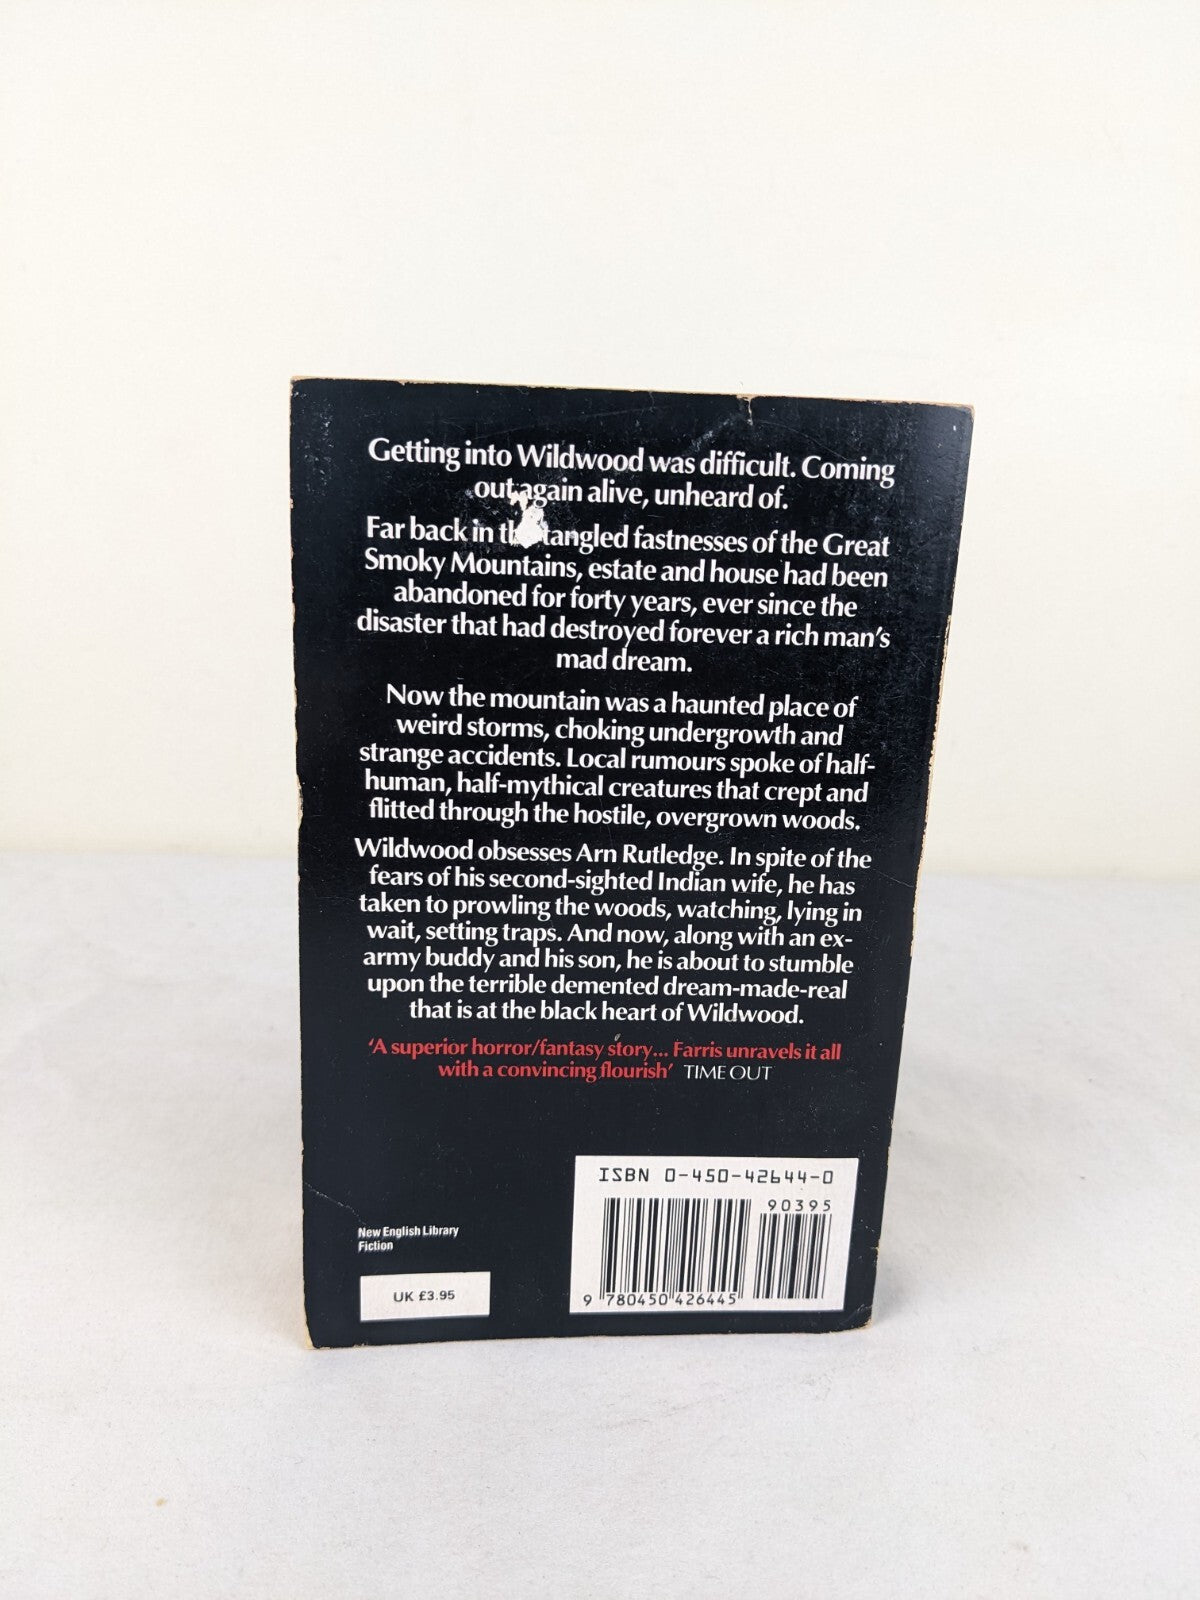 Getting into Wildwood was difficult. Coming
out again alive, unheard of.
Far back in the tangled fastnesses of the Great
Smoky Mountains, estate and house had been
abandoned for forty years, ever since the
disaster that had destroyed forever a rich man's
mad dream.
Now the mountain was a haunted place of
weird storms, choking undergrowth and
strange accidents. Local rumours spoke of half-
human, half-mythical creatures that crept and
flitted through the hostile, overgrown woods.
Wildwood obsesses Arn Rutledge. In spite of the
fears of his second-sighted Indian wife, he has
taken to prowling the woods, watching, lying in
wait, setting traps. And now, along with an ex-
army buddy and his son, he is about to stumble
upon the terrible demented dream-made-real
that is at the black heart of Wildwood.
'A superior horror/fantasy story... Farris unravels it all
with a convincing flourish' TIME OUT
ISBN 0-450-42644-0
90395
9 780450 426445
New English Library
Fiction
UK £3.95